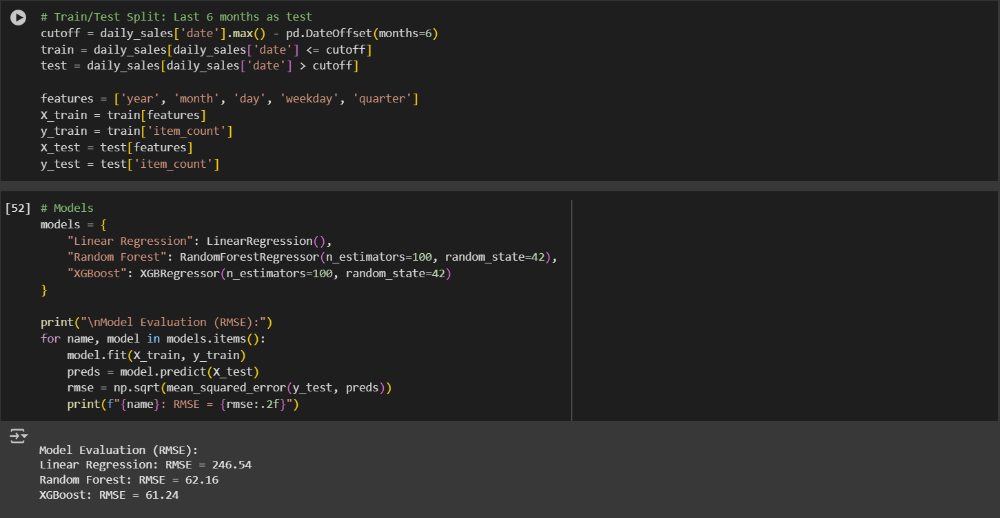 # Train/Test Split: Last 6 months as test
cutoff = daily_sales['date'].max() - pd.DateOffset(months=6)
train = daily_sales[daily_sales['date'] <= cutoff]
test = daily_sales[daily_sales['date'] > cutoff]
features = ['year', 'month', 'day', 'weekday', 'quarter']
X_train = train[features]
y_train = train['item_count']
X_test = test[features]
y_test = test['item_count']
[52] # Models
models = {
    "Linear Regression": LinearRegression(),
    "Random Forest": RandomForestRegressor(n_estimators=100, random_state=42),
    "XGBoost": XGBRegressor(n_estimators=100, random_state=42)
}
print("\nModel Evaluation (RMSE):")
for name, model in models.items():
    model.fit(X_train, y_train)
    preds = model.predict(X_test)
    rmse = np.sqrt(mean_squared_error(y_test, preds))
    print(f"{name}: RMSE = {rmse:.2f}")
Model Evaluation (RMSE):
Linear Regression: RMSE = 246.54
Random Forest: RMSE = 62.16
XGBoost: RMSE = 61.24